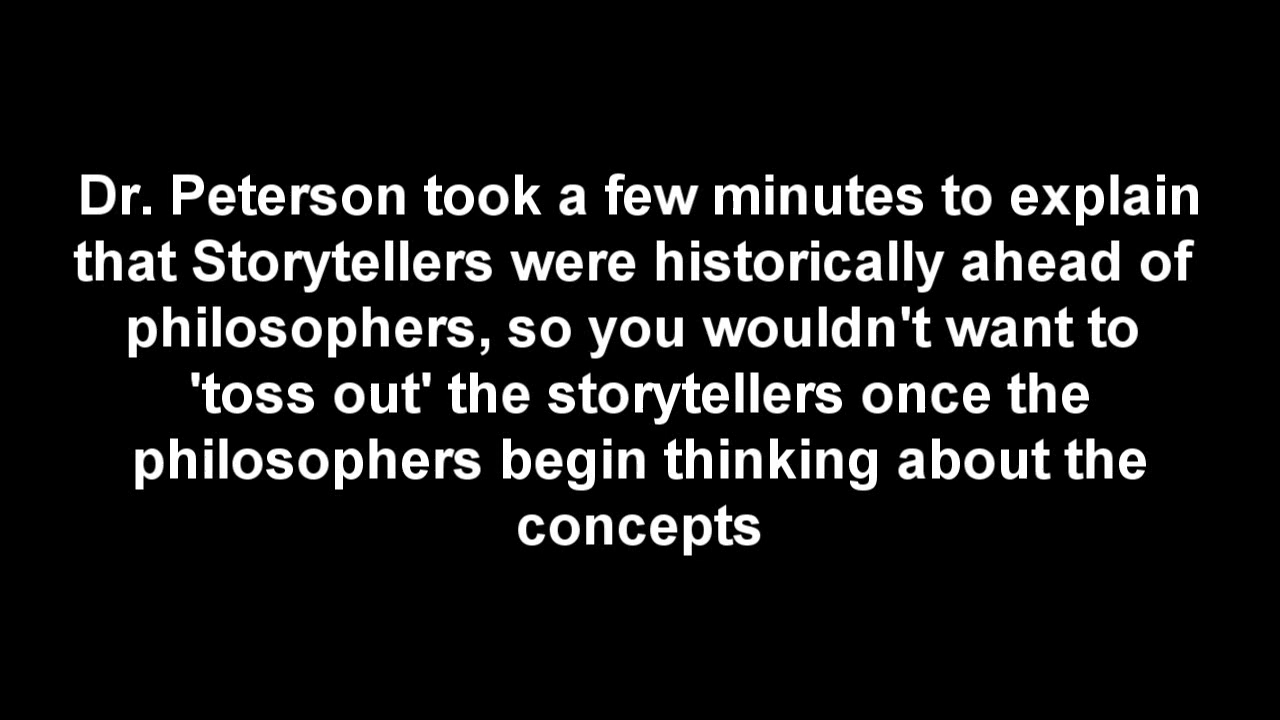 Dr. Peterson took a few minutes to explain
that Storytellers were historically ahead of
philosophers, so you wouldn't want to
'toss out' the storytellers once the
philosophers begin thinking about the
concepts